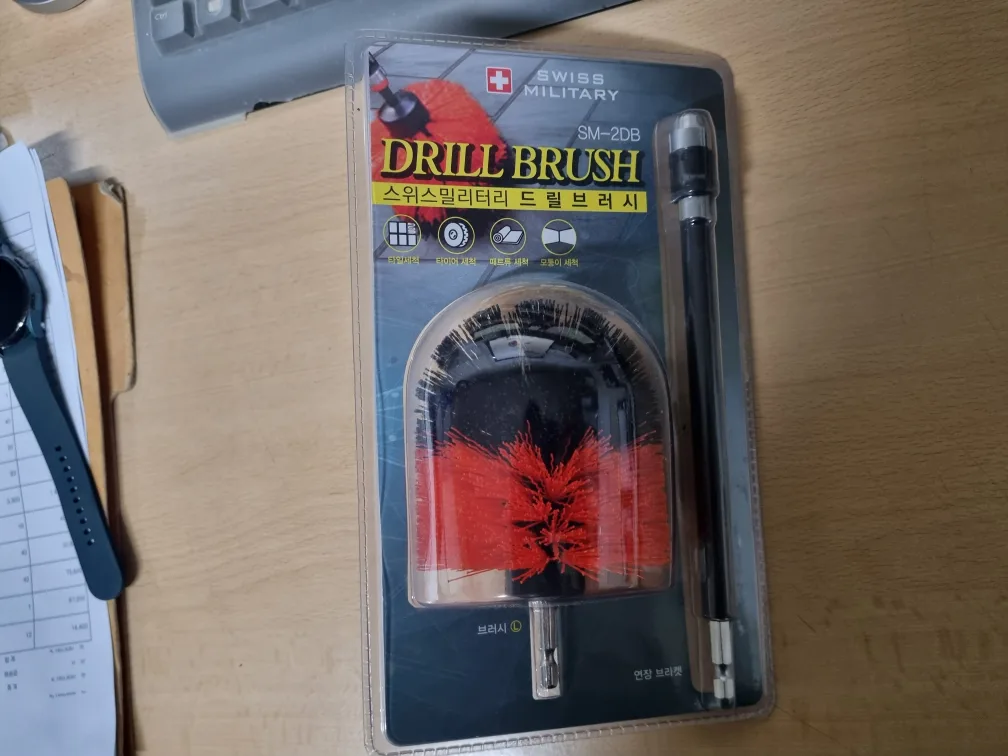 Ctrl
SWISS
MILITARY
SM-2DB
DRILL BRUSH
스위스밀리터리 드릴브러시
타일세척 타이어 세척 매트류 세척 모퉁이 세척
브러시 L
연장 브라켓